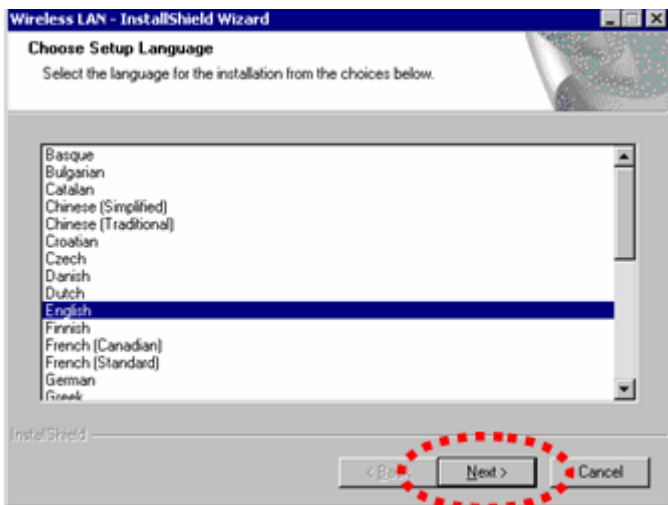 Wireless LAN - InstallShield Wizard
Choose Setup Language
Select the language for the installation from the choices below.
Basque
Bulgarian
Catalan
Chinese (Simplified)
Chinese (Traditional)
Croatian
Czech
Danish
Dutch
English
Finnish
French (Canadian)
French (Standard)
German
Greek
InstallShield
< Back Next > Cancel